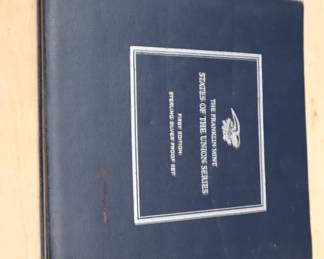 THE FRANKLIN MINT
STATES OF THE UNION SERIES
FIRST EDITION
STERLING SILVER PROOF SET